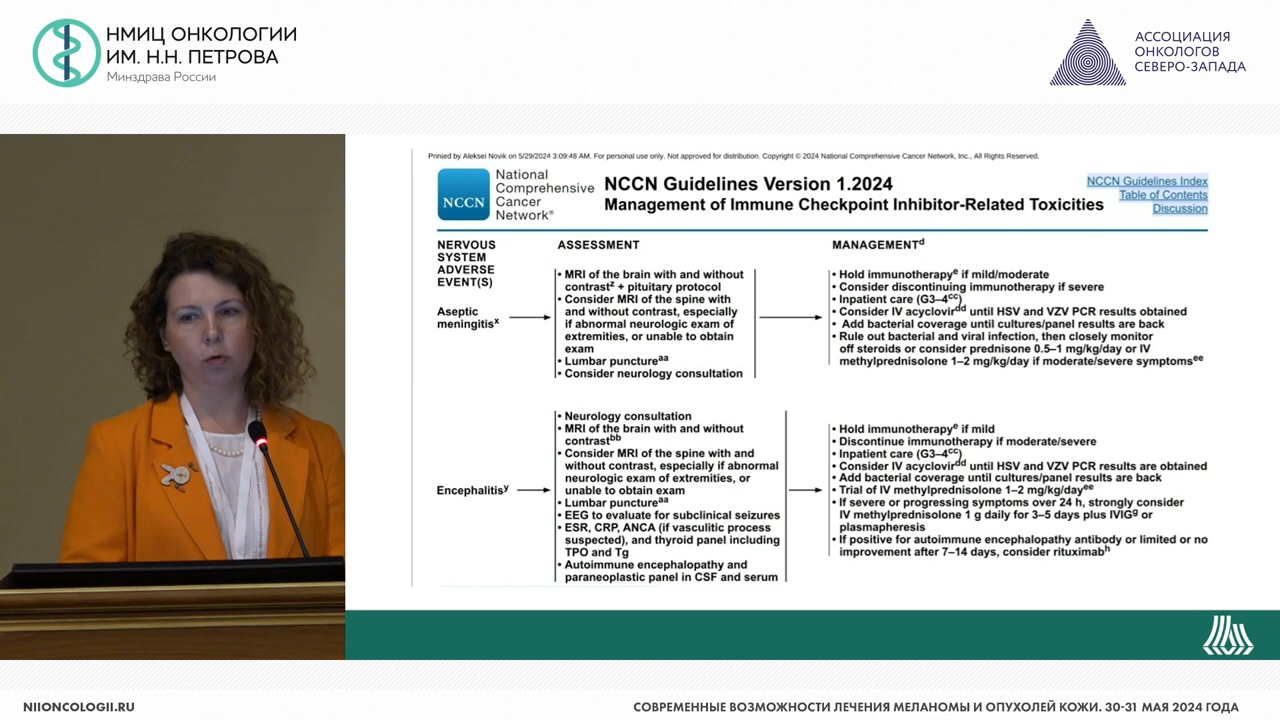 НМИЦ ОНКОЛОГИИ
ИМ. Н.Н. ПЕТРОВА
Минздрава России
АССОЦИАЦИЯ
ОНКОЛОГОВ
СЕВЕРО-ЗАПАДА
Printed by Aleksei Novik on 5/29/2024 3:09:48 AM. For personal use only. Not approved for distribution. Copyright © 2024 National Comprehensive Cancer Network, Inc., All Rights Reserved.
NCCN
National
Comprehensive
Cancer
Network®
NCCN Guidelines Version 1.2024
Management of Immune Checkpoint Inhibitor-Related Toxicities
NCCN Guidelines Index
Table of Contents
Discussion
NERVOUS
SYSTEM
ADVERSE
EVENT(S)
ASSESSMENT
MANAGEMENTd
Aseptic
meningitisx
• MRI of the brain with and without
contrastz + pituitary protocol
• Consider MRI of the spine with
and without contrast, especially
if abnormal neurologic exam of
extremities, or unable to obtain
exam
• Lumbar punctureaa
• Consider neurology consultation
• Hold immunotherapye if mild/moderate
• Consider discontinuing immunotherapy if severe
• Inpatient care (G3–4cc)
• Consider IV acyclovirdd until HSV and VZV PCR results obtained
• Add bacterial coverage until cultures/panel results are back
• Rule out bacterial and viral infection, then closely monitor
off steroids or consider prednisone 0.5–1 mg/kg/day or IV
methylprednisolone 1–2 mg/kg/day if moderate/severe symptomsee
Encephalitisy
• Neurology consultation
• MRI of the brain with and without
contrastbb
• Consider MRI of the spine with and
without contrast, especially if abnormal
neurologic exam of extremities, or
unable to obtain exam
• Lumbar punctureaa
• EEG to evaluate for subclinical seizures
• ESR, CRP, ANCA (if vasculitic process
suspected), and thyroid panel including
TPO and Tg
• Autoimmune encephalopathy and
paraneoplastic panel in CSF and serum
• Hold immunotherapye if mild
• Discontinue immunotherapy if moderate/severe
• Inpatient care (G3–4cc)
• Consider IV acyclovirdd until HSV and VZV PCR results are obtained
• Add bacterial coverage until cultures/panel results are back
• Trial of IV methylprednisolone 1–2 mg/kg/dayee
• If severe or progressing symptoms over 24 h, strongly consider
IV methylprednisolone 1 g daily for 3–5 days plus IVIGg or
plasmapheresis
• If positive for autoimmune encephalopathy antibody or limited or no
improvement after 7–14 days, consider rituximabh
NIIONCOLOGII.RU
СОВРЕМЕННЫЕ ВОЗМОЖНОСТИ ЛЕЧЕНИЯ МЕЛАНОМЫ И ОПУХОЛЕЙ КОЖИ. 30-31 МАЯ 2024 ГОДА